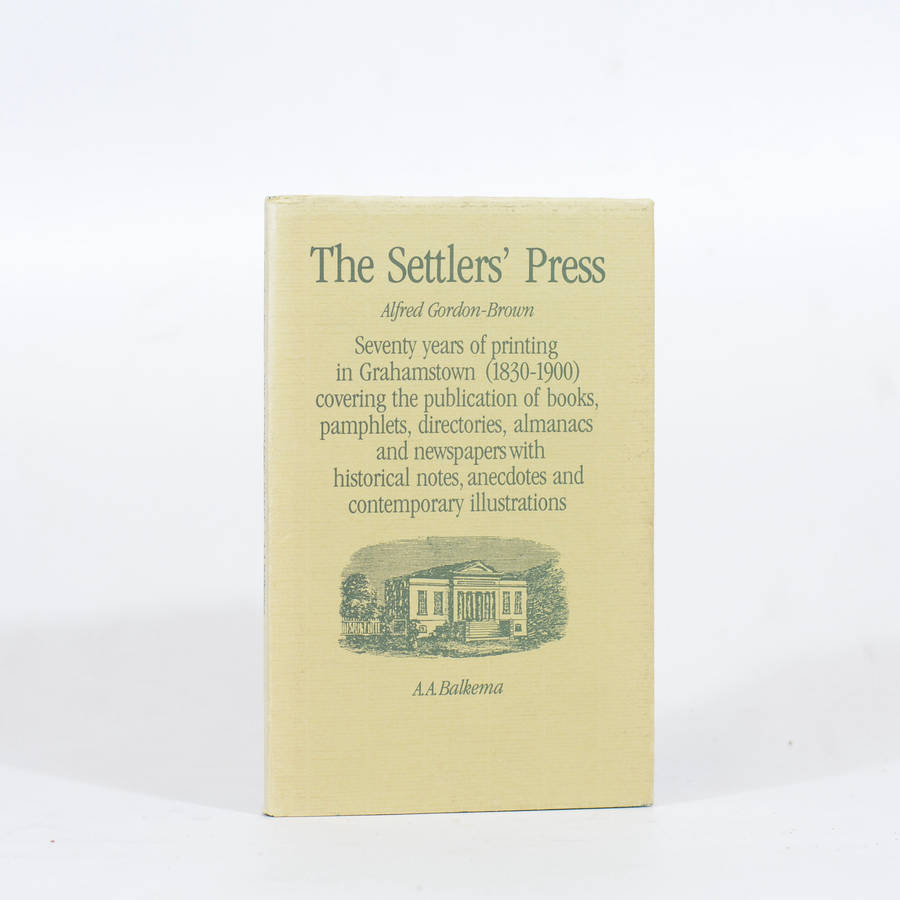 The Settlers' Press
Alfred Gordon-Brown
Seventy years of printing
in Grahamstown (1830-1900)
covering the publication of books,
pamphlets, directories, almanacs
and newspapers with
historical notes, anecdotes and
contemporary illustrations
A.A.Balkema